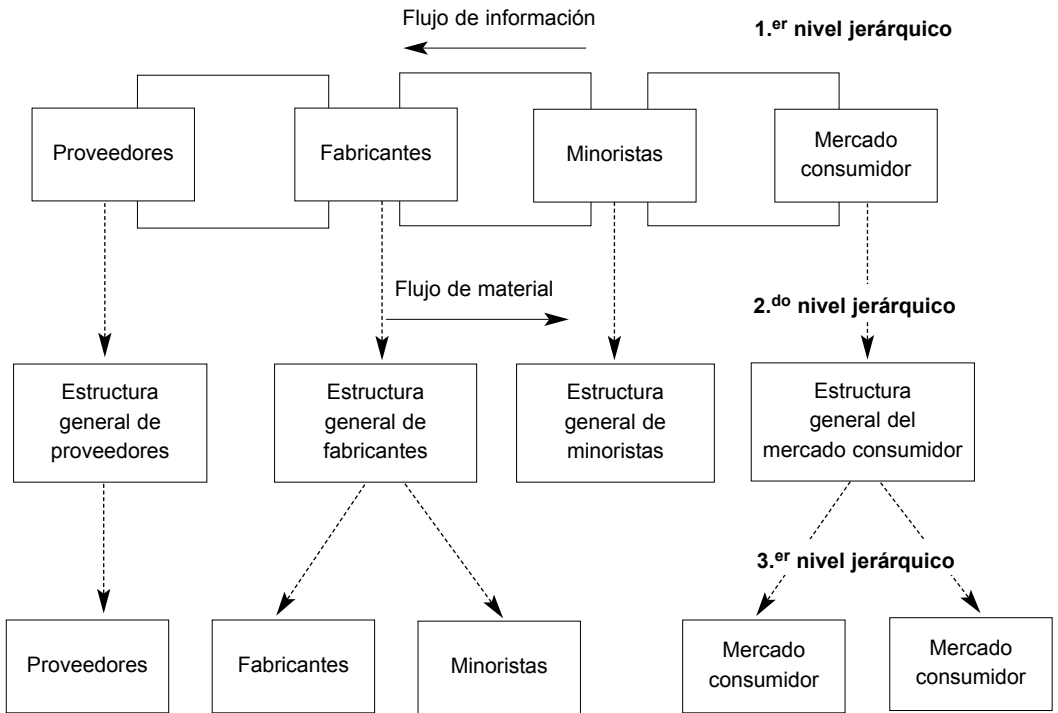 Flujo de información
1.er nivel jerárquico
Proveedores
Fabricantes
Minoristas
Mercado
consumidor
Flujo de material
2.do nivel jerárquico
Estructura
general de
proveedores
Estructura
general de
fabricantes
Estructura
general de
minoristas
Estructura
general del
mercado consumidor
3.er nivel jerárquico
Proveedores
Fabricantes
Minoristas
Mercado
consumidor
Mercado
consumidor